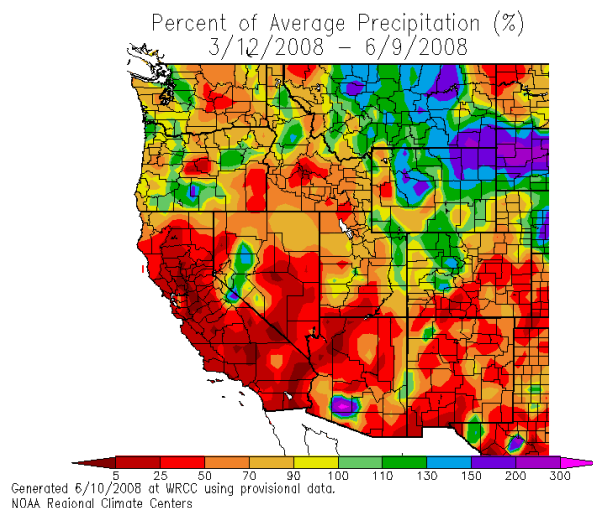 Percent of Average Precipitation (%)
3/12/2008 – 6/9/2008
5 25 50 70 90 100 110 130 150 200 300
Generated 6/10/2008 at WRCC using provisional data.
NOAA Regional Climate Centers